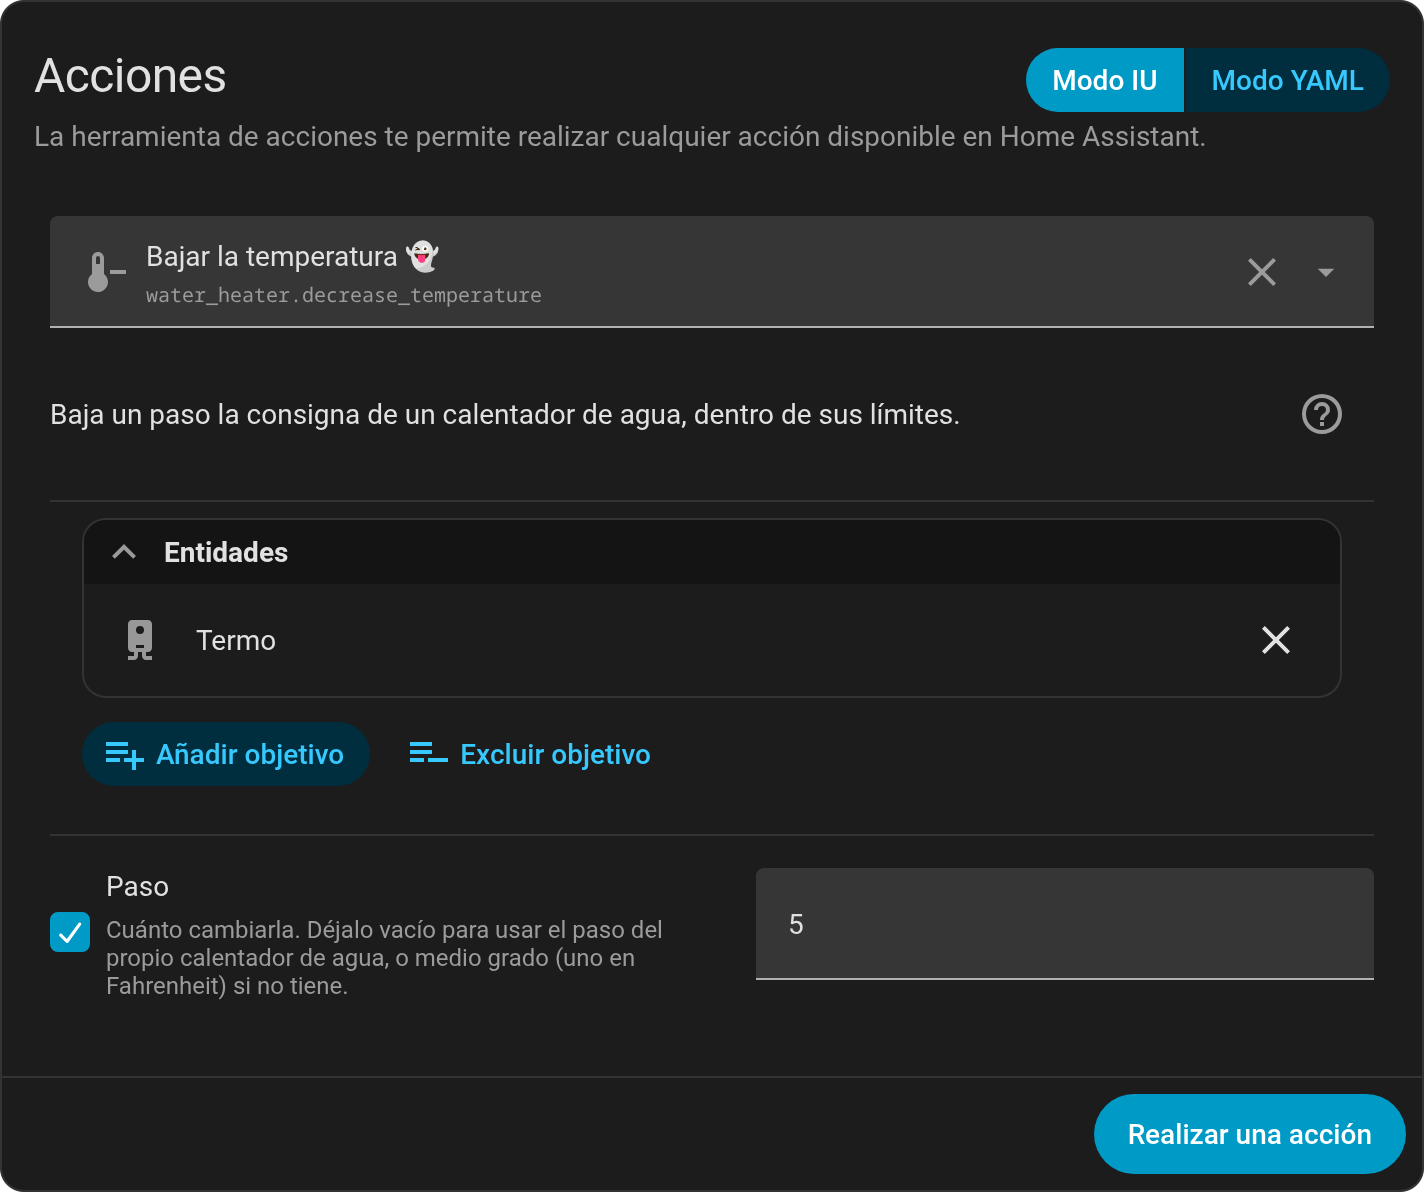 Acciones
Modo IU
Modo YAML
La herramienta de acciones te permite realizar cualquier acción disponible en Home Assistant.
Bajar la temperatura 👻
water_heater.decrease_temperature
Baja un paso la consigna de un calentador de agua, dentro de sus límites.
Entidades
Termo
Añadir objetivo
Excluir objetivo
Paso
Cuánto cambiarla. Déjalo vacío para usar el paso del
propio calentador de agua, o medio grado (uno en
Fahrenheit) si no tiene.
5
Realizar una acción